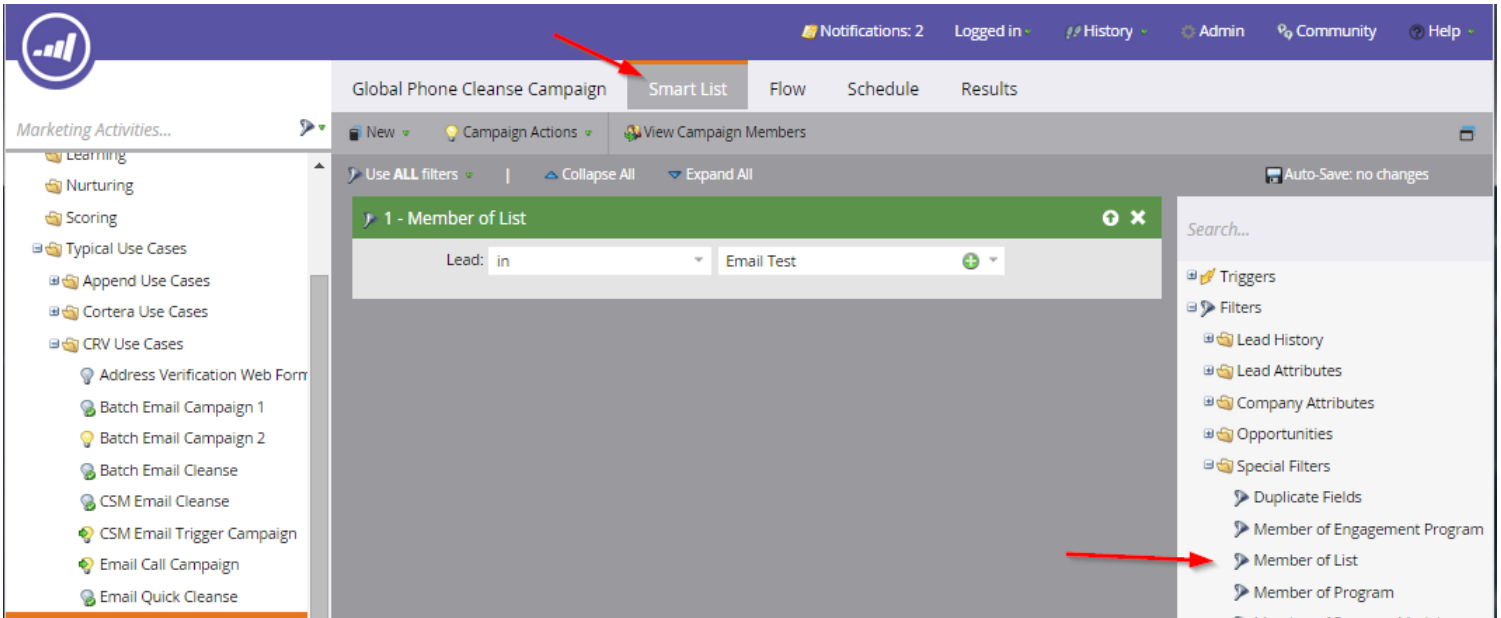 Notifications: 2 Logged in History Admin Community Help
Global Phone Cleanse Campaign Smart List Flow Schedule Results
Marketing Activities...
New Campaign Actions View Campaign Members
Use ALL filters | Collapse All Expand All Auto-Save: no changes
Learning
Nurturing
Scoring
Typical Use Cases
Append Use Cases
Cortera Use Cases
CRV Use Cases
Address Verification Web Form
Batch Email Campaign 1
Batch Email Campaign 2
Batch Email Cleanse
CSM Email Cleanse
CSM Email Trigger Campaign
Email Call Campaign
Email Quick Cleanse
1 - Member of List
Lead: in Email Test
Search...
Triggers
Filters
Lead History
Lead Attributes
Company Attributes
Opportunities
Special Filters
Duplicate Fields
Member of Engagement Program
Member of List
Member of Program